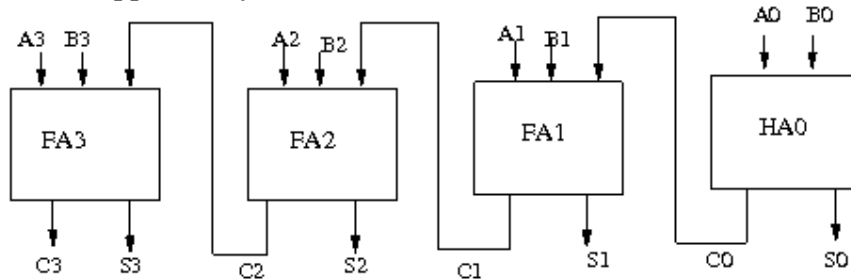 A3 B3 A2 B2 A1 B1 A0 B0
FA3 FA2 FA1 HA0
C3 S3 C2 S2 C1 S1 C0 S0